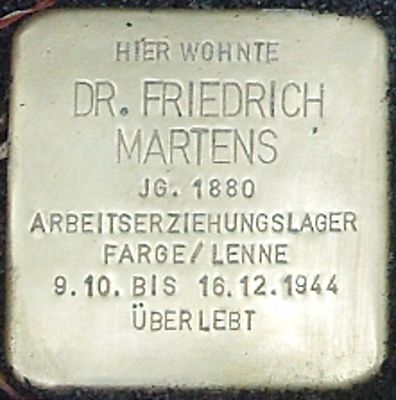 HIER WOHNTE
DR. FRIEDRICH
MARTENS
JG. 1880
ARBEITSERZIEHUNGSLAGER
FARGE/LENNE
9.10. BIS 16.12.1944
ÜBERLEBT